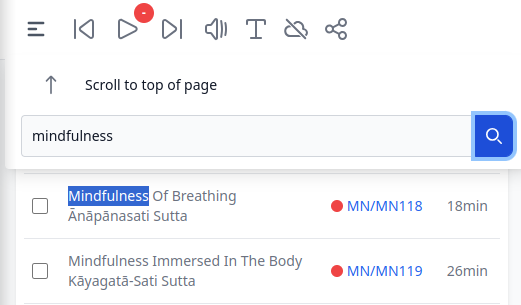 -
T
Scroll to top of page
mindfulness
Mindfulness Of Breathing
Ānāpānasati Sutta
MN/MN118
18min
Mindfulness Immersed In The Body
Kāyagatā-Sati Sutta
MN/MN119
26min